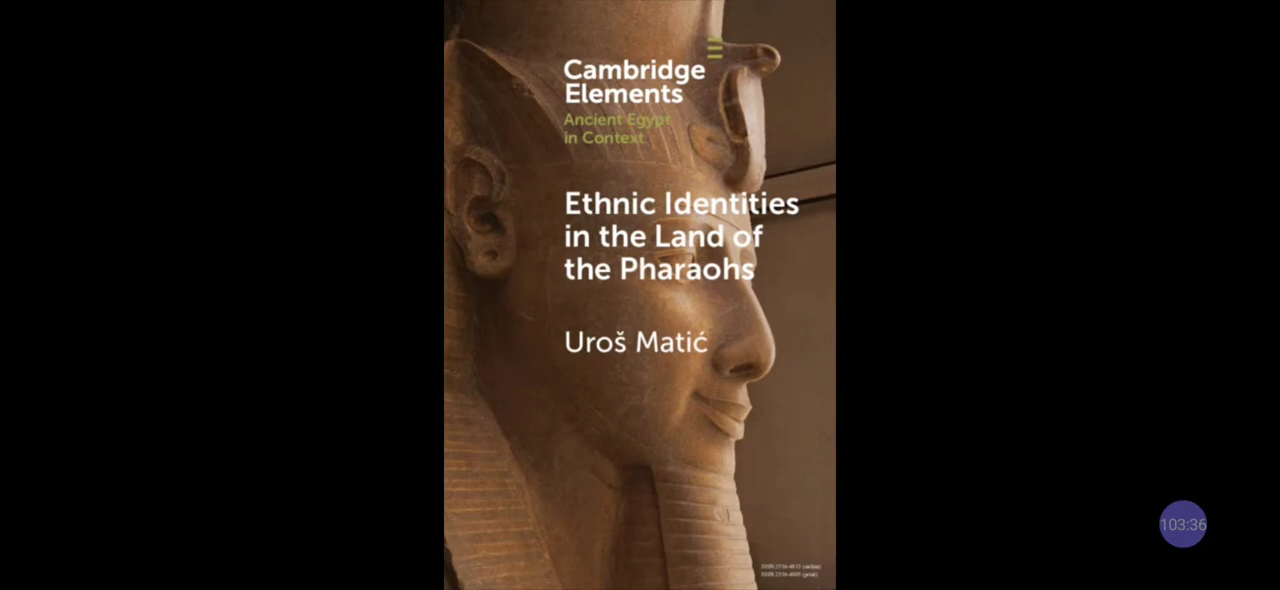 Cambridge
Elements
Ancient Egypt
in Context
Ethnic Identities
in the Land of
the Pharaohs
Uroš Matić
103:36